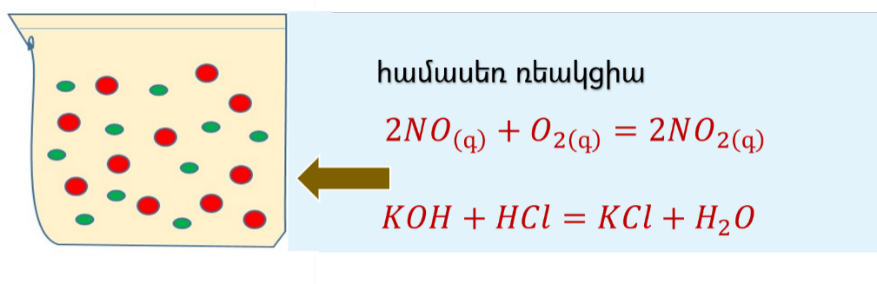 համասեռ ռեակցիա
2NO(գ) + O₂(գ) = 2NO₂(գ)
KOH + HCl = KCl + H₂O